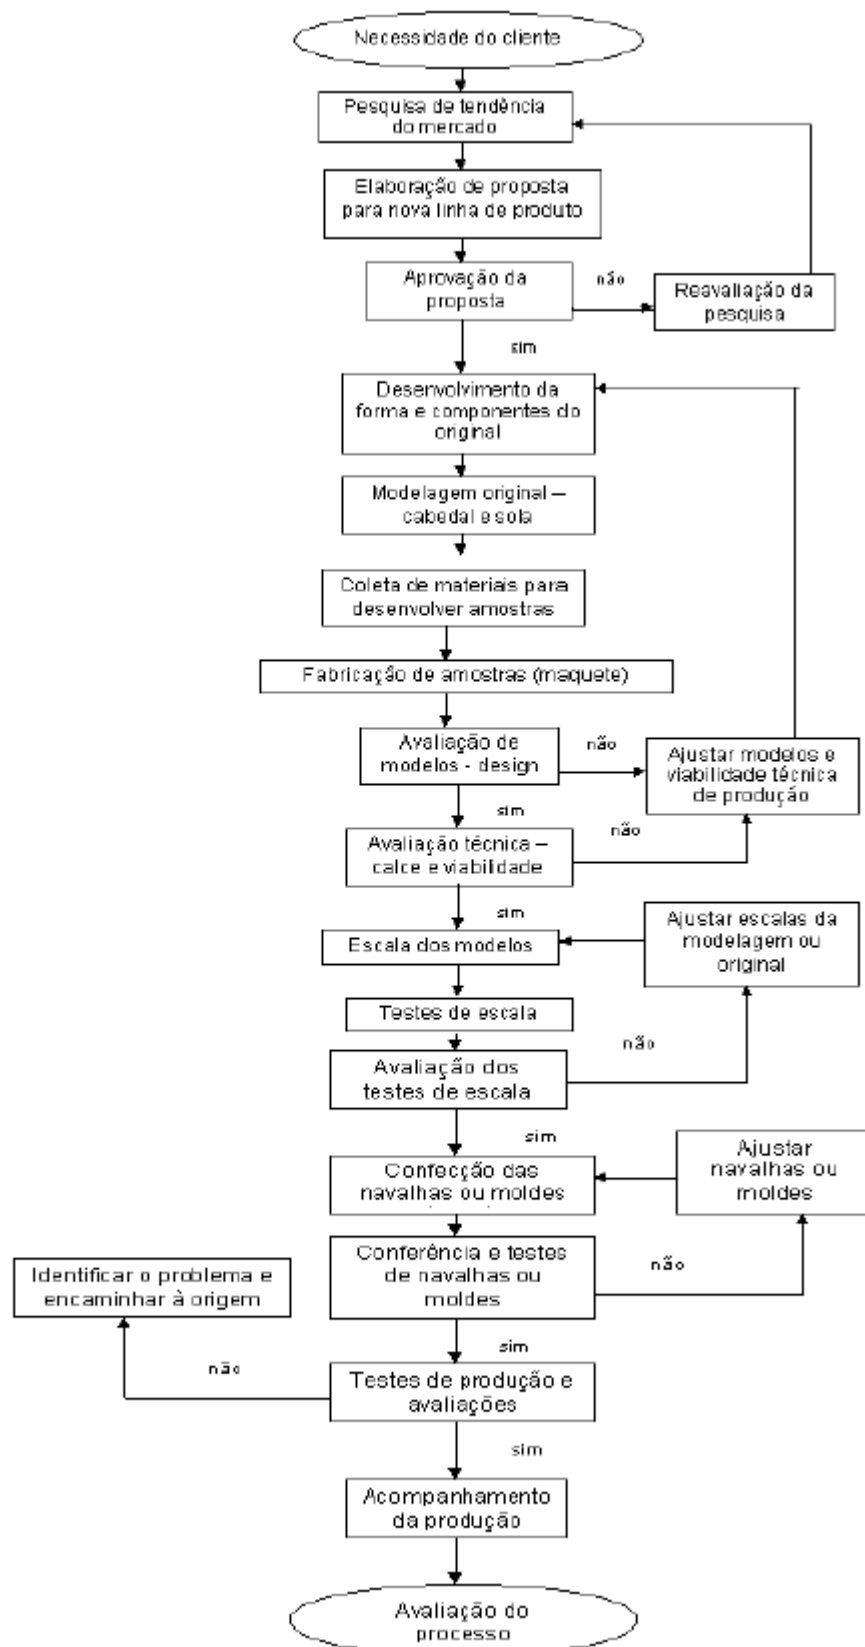 Necessidade do cliente
Pesquisa de tendência
do mercado
Elaboração de proposta
para nova linha de produto
Aprovação da
proposta
não
Reavaliação da
pesquisa
sim
Desenvolvimento da
forma e componentes do
original
Modelagem original –
cabedal e sola
Coleta de materiais para
desenvolver amostras
Fabricação de amostras (maquete)
Avaliação de
modelos - design
não
Ajustar modelos e
viabilidade técnica
de produção
sim
Avaliação técnica –
calce e viabilidade
não
sim
Ajustar escalas da
modelagem ou
original
Escala dos modelos
Testes de escala
não
Avaliação dos
testes de escala
sim
Ajustar
navalhas ou
moldes
Confecção das
navalhas ou moldes
Conferência e testes
de navalhas ou
moldes
não
Identificar o problema e
encaminhar à origem
sim
não
Testes de produção e
avaliações
sim
Acompanhamento
da produção
Avaliação do
processo